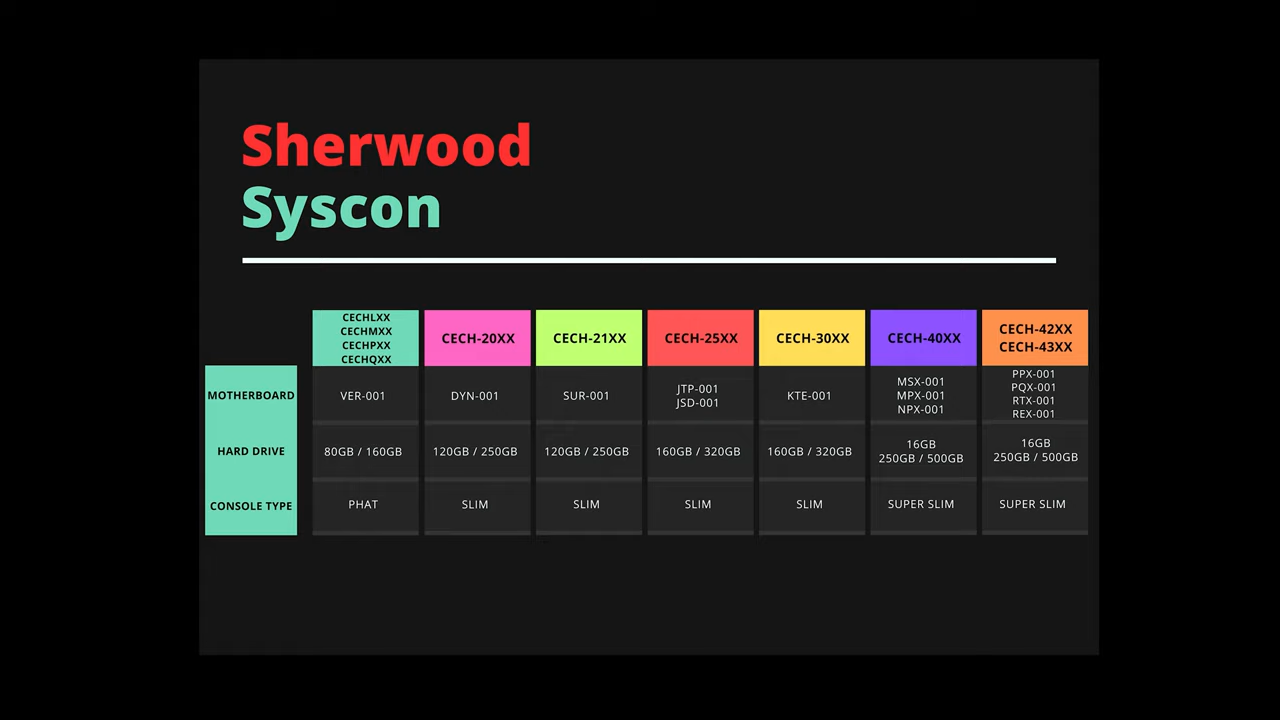 Sherwood
Syscon
CECHLXX
CECHMXX
CECHPXX
CECHQXX
CECH-20XX
CECH-21XX
CECH-25XX
CECH-30XX
CECH-40XX
CECH-42XX
CECH-43XX
MOTHERBOARD
VER-001
DYN-001
SUR-001
JTP-001
JSD-001
KTE-001
MSX-001
MPX-001
NPX-001
PPX-001
PQX-001
RTX-001
REX-001
HARD DRIVE
80GB / 160GB
120GB / 250GB
120GB / 250GB
160GB / 320GB
160GB / 320GB
16GB
250GB / 500GB
16GB
250GB / 500GB
CONSOLE TYPE
PHAT
SLIM
SLIM
SLIM
SLIM
SUPER SLIM
SUPER SLIM